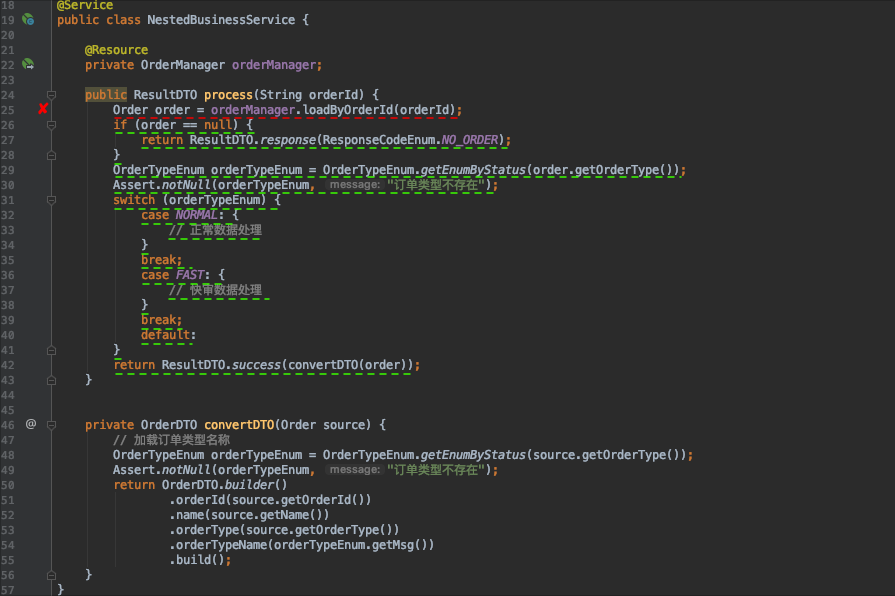 18 @Service
19 public class NestedBusinessService {
20
21 @Resource
22 private OrderManager orderManager;
23
24 public ResultDTO process(String orderId) {
25 Order order = orderManager.loadByOrderId(orderId);
26 if (order == null) {
27 return ResultDTO.response(ResponseCodeEnum.NO_ORDER);
28 }
29 OrderTypeEnum orderTypeEnum = OrderTypeEnum.getEnumByStatus(order.getOrderType());
30 Assert.notNull(orderTypeEnum, message: "订单类型不存在");
31 switch (orderTypeEnum) {
32 case NORMAL: {
33 // 正常数据处理
34 }
35 break;
36 case FAST: {
37 // 快审数据处理
38 }
39 break;
40 default:
41 }
42 return ResultDTO.success(convertDTO(order));
43 }
44
45
46 @ private OrderDTO convertDTO(Order source) {
47 // 加载订单类型名称
48 OrderTypeEnum orderTypeEnum = OrderTypeEnum.getEnumByStatus(source.getOrderType());
49 Assert.notNull(orderTypeEnum, message: "订单类型不存在");
50 return OrderDTO.builder()
51 .orderId(source.getOrderId())
52 .name(source.getName())
53 .orderType(source.getOrderType())
54 .orderTypeName(orderTypeEnum.getMsg())
55 .build();
56 }
57 }